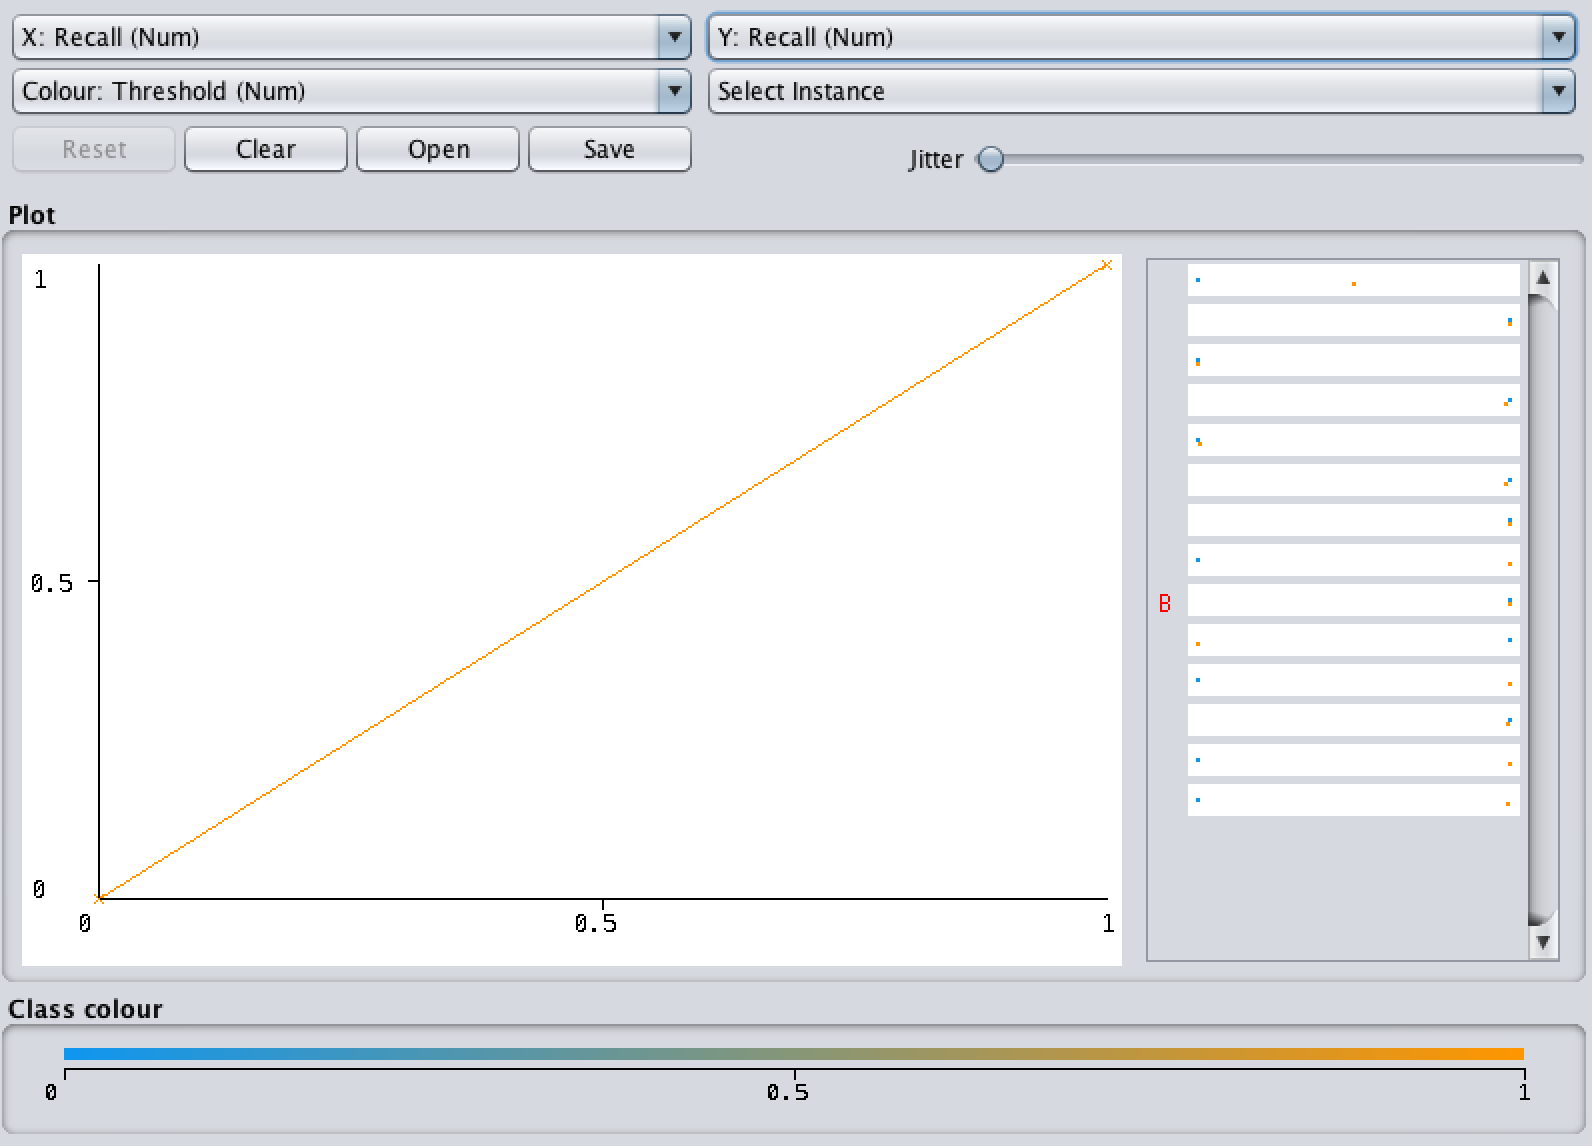 X: Recall (Num)
Y: Recall (Num)
Colour: Threshold (Num)
Select Instance
Reset
Clear
Open
Save
Jitter
Plot
1
0.5
0
0
0.5
1
B
Class colour
0
0.5
1